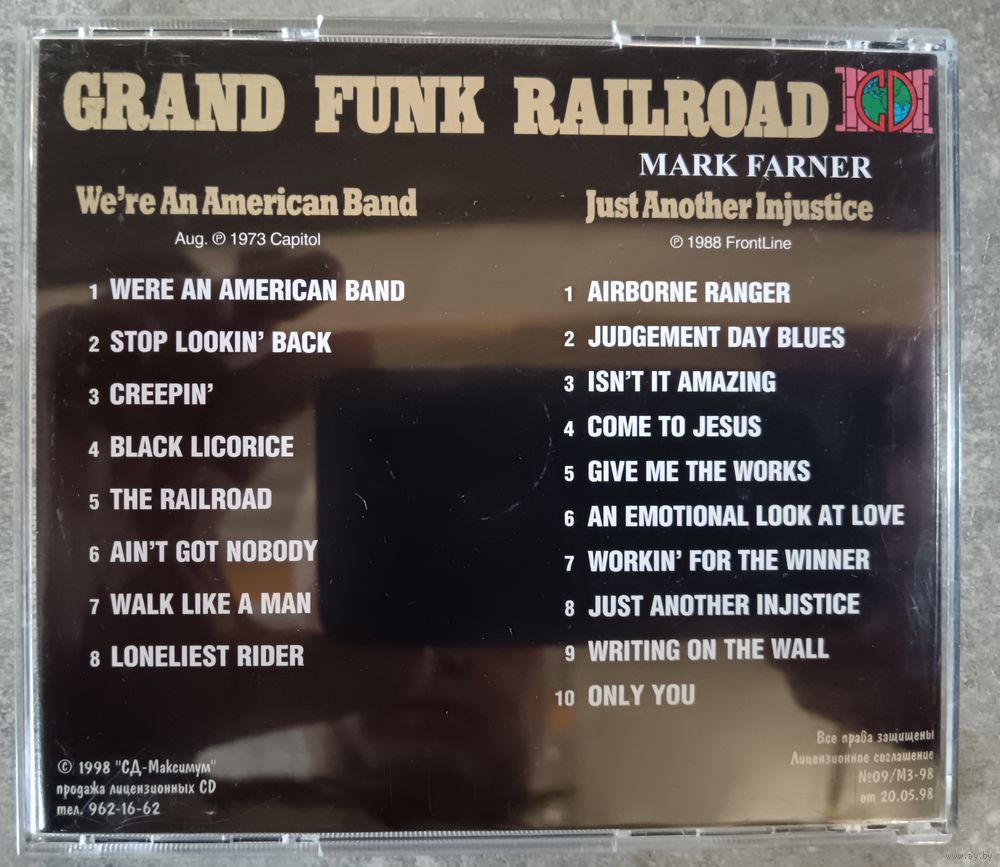 GRAND FUNK RAILROAD
CD
MARK FARNER
We're An American Band
Aug. ℗ 1973 Capitol
1 WERE AN AMERICAN BAND
2 STOP LOOKIN' BACK
3 CREEPIN'
4 BLACK LICORICE
5 THE RAILROAD
6 AIN'T GOT NOBODY
7 WALK LIKE A MAN
8 LONELIEST RIDER
Just Another Injustice
℗ 1988 FrontLine
1 AIRBORNE RANGER
2 JUDGEMENT DAY BLUES
3 ISN'T IT AMAZING
4 COME TO JESUS
5 GIVE ME THE WORKS
6 AN EMOTIONAL LOOK AT LOVE
7 WORKIN' FOR THE WINNER
8 JUST ANOTHER INJISTICE
9 WRITING ON THE WALL
10 ONLY YOU
© 1998 "СД-Максимум"
продажа лицензионных CD
тел. 962-16-62
Все права защищены
Лицензионное соглашение
№09/МЗ-98
от 20.05.98
www.ay.by